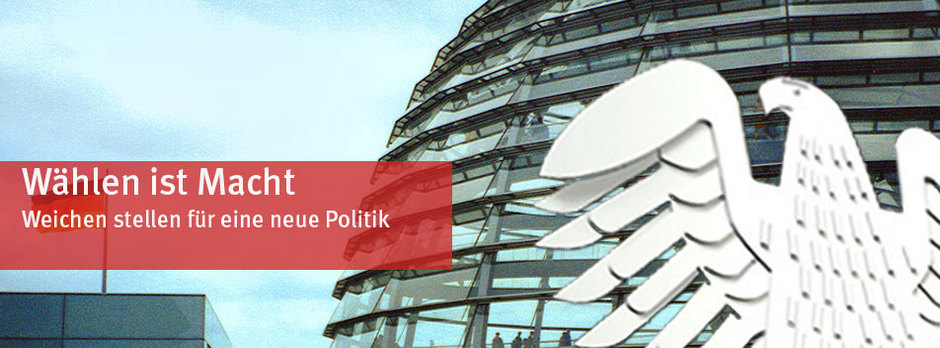 Wählen ist Macht
Weichen stellen für eine neue Politik